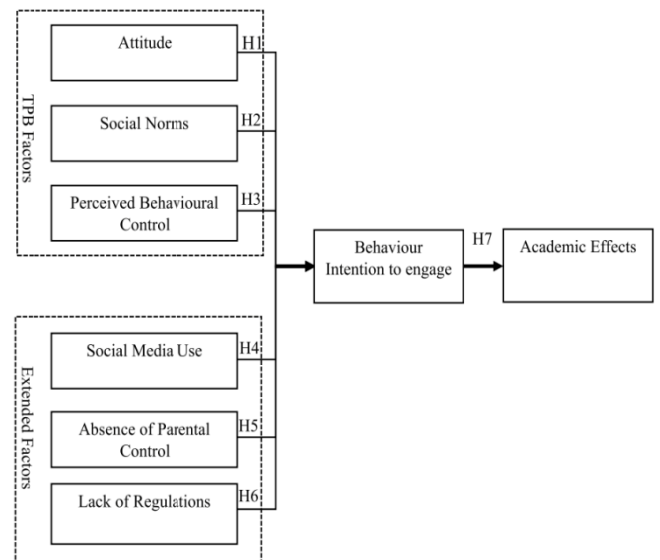 TPB Factors
Attitude
H1
Social Norms
H2
Perceived Behavioural
Control
H3
Behaviour
Intention to engage
H7
Academic Effects
Extended Factors
Social Media Use
H4
Absence of Parental
Control
H5
Lack of Regulations
H6